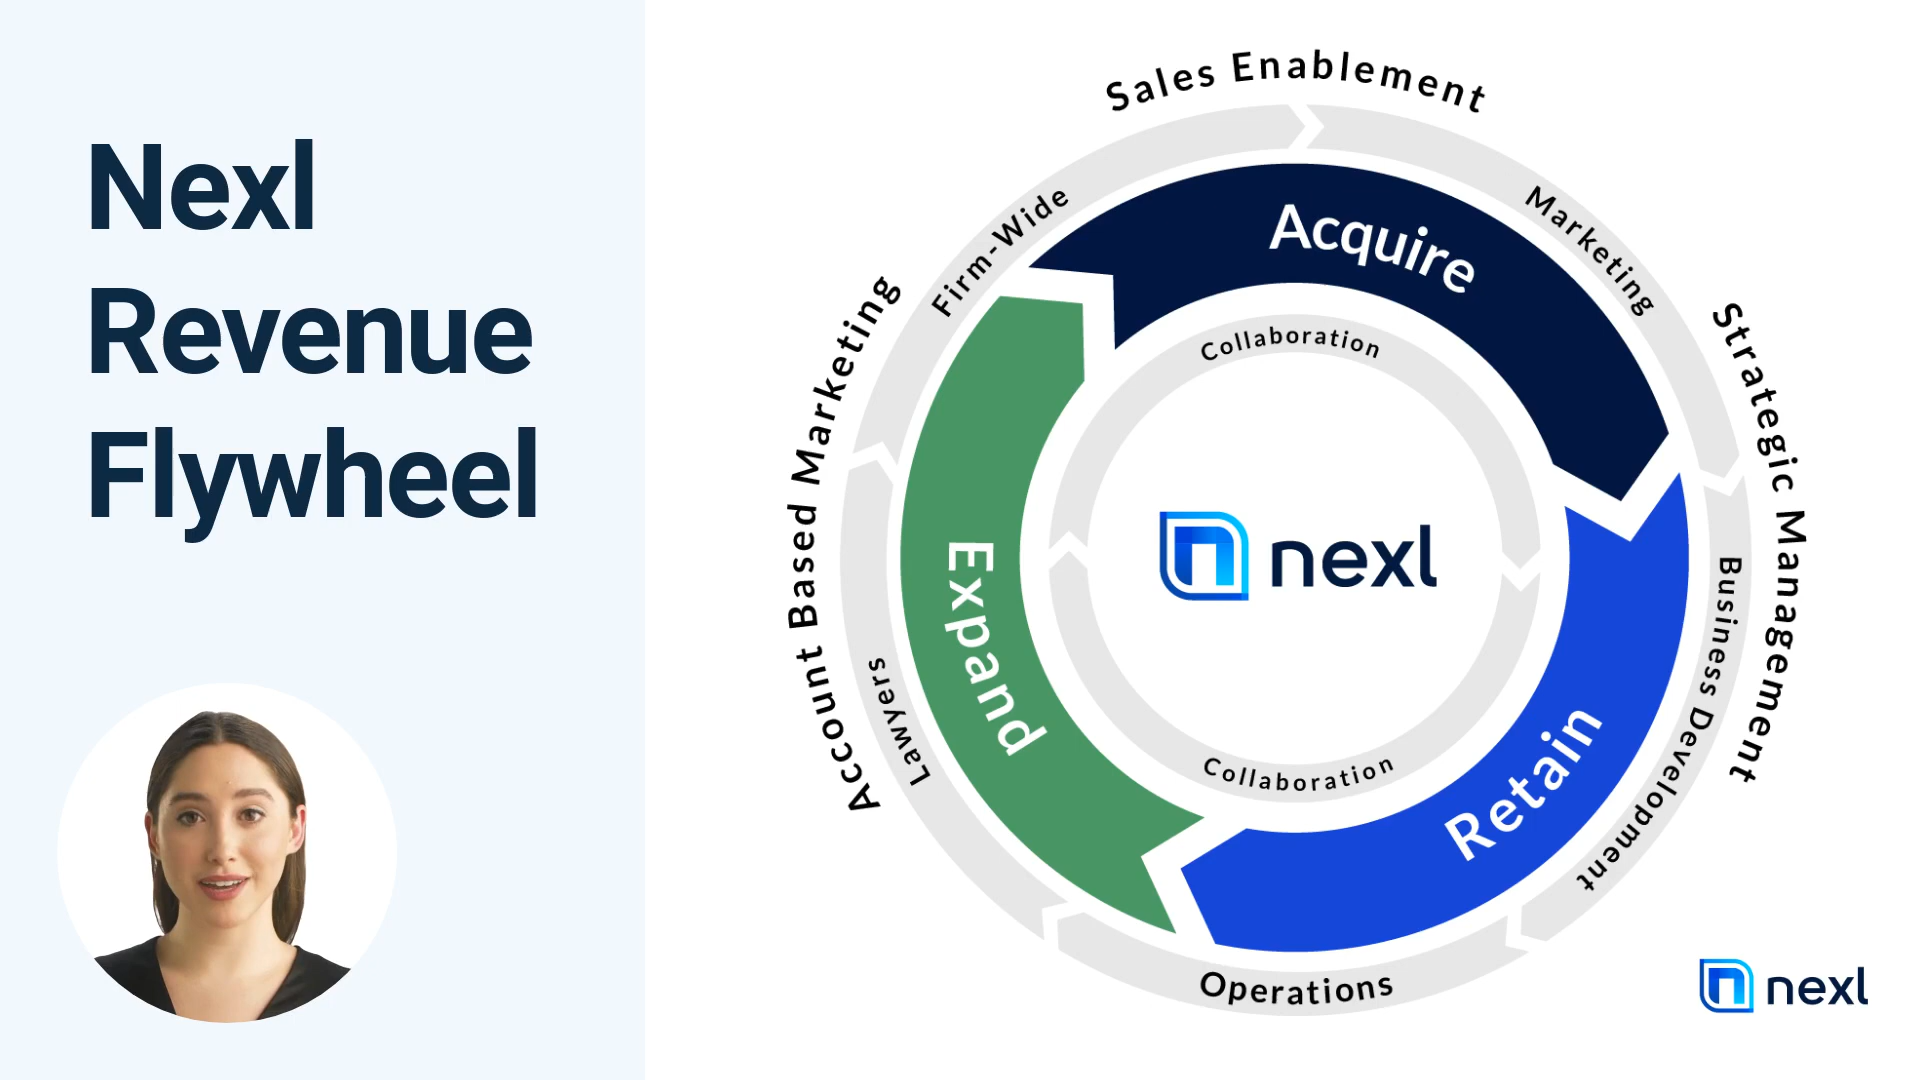 Nexl
Revenue
Flywheel
Sales Enablement
Firm-Wide
Marketing
Acquire
Account Based Marketing
Strategic Management
Collaboration
nexl
Expand
Lawyers
Business Development
Retain
Collaboration
Operations
nexl